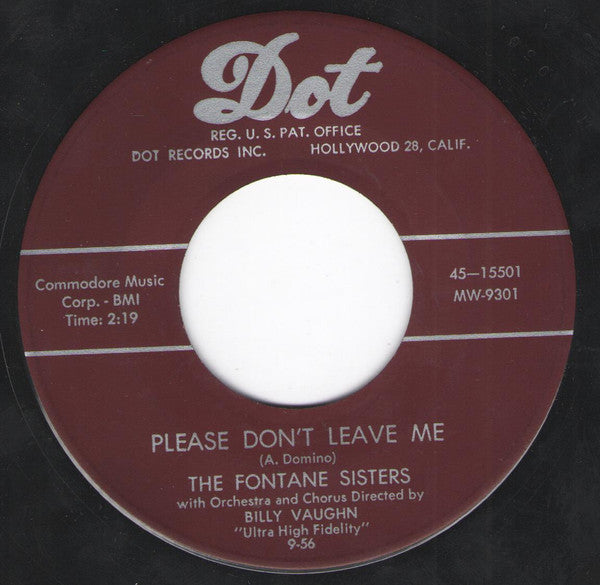 Dot
REG. U. S. PAT. OFFICE
DOT RECORDS INC. HOLLYWOOD 28, CALIF.
Commodore Music
Corp. - BMI
Time: 2:19
45—15501
MW-9301
PLEASE DON'T LEAVE ME
(A. Domino)
THE FONTANE SISTERS
with Orchestra and Chorus Directed by
BILLY VAUGHN
"Ultra High Fidelity"
9-56